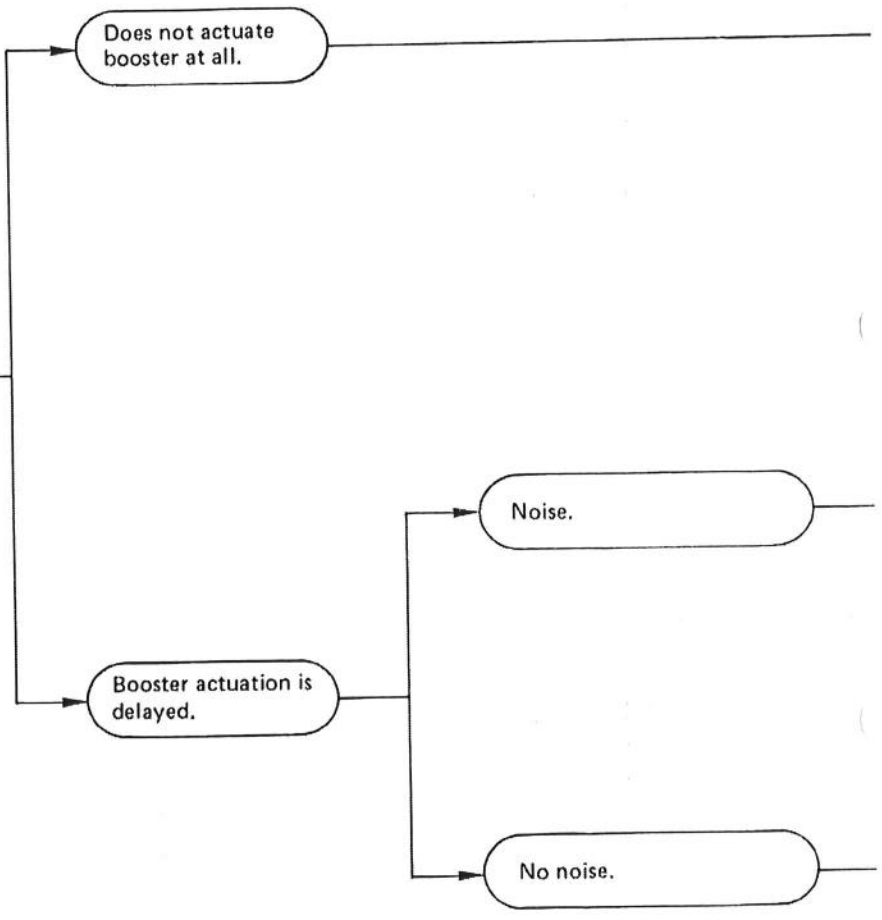 Does not actuate
booster at all.
Noise.
Booster actuation is
delayed.
No noise.